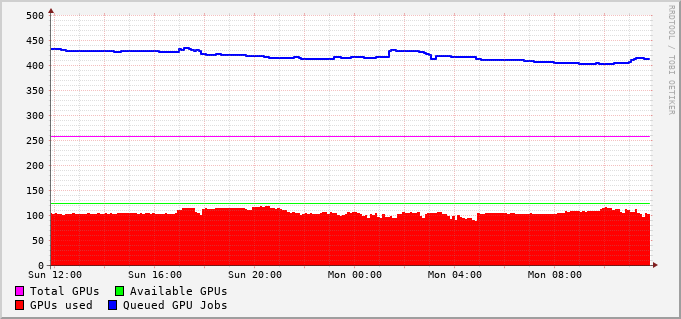 500
450
400
350
300
250
200
150
100
50
0
Sun 12:00 Sun 16:00 Sun 20:00 Mon 00:00 Mon 04:00 Mon 08:00
Total GPUs Available GPUs
GPUs used Queued GPU Jobs
RRDTOOL / TOBI OETIKER